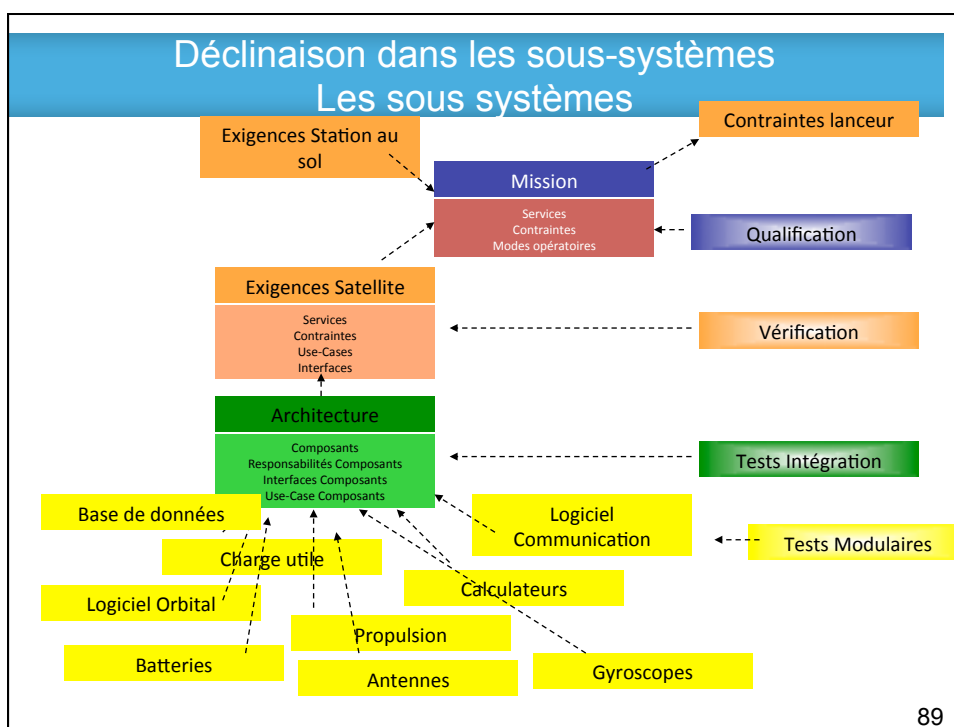 Déclinaison dans les sous-systèmes
Les sous systèmes
Exigences Station au
sol
Contraintes lanceur
Mission
Services
Contraintes
Modes opératoires
Qualification
Exigences Satellite
Services
Contraintes
Use-Cases
Interfaces
Vérification
Architecture
Composants
Responsabilités Composants
Interfaces Composants
Use-Case Composants
Tests Intégration
Base de données
Logiciel
Communication
Tests Modulaires
Charge utile
Calculateurs
Logiciel Orbital
Propulsion
Batteries
Antennes
Gyroscopes
89